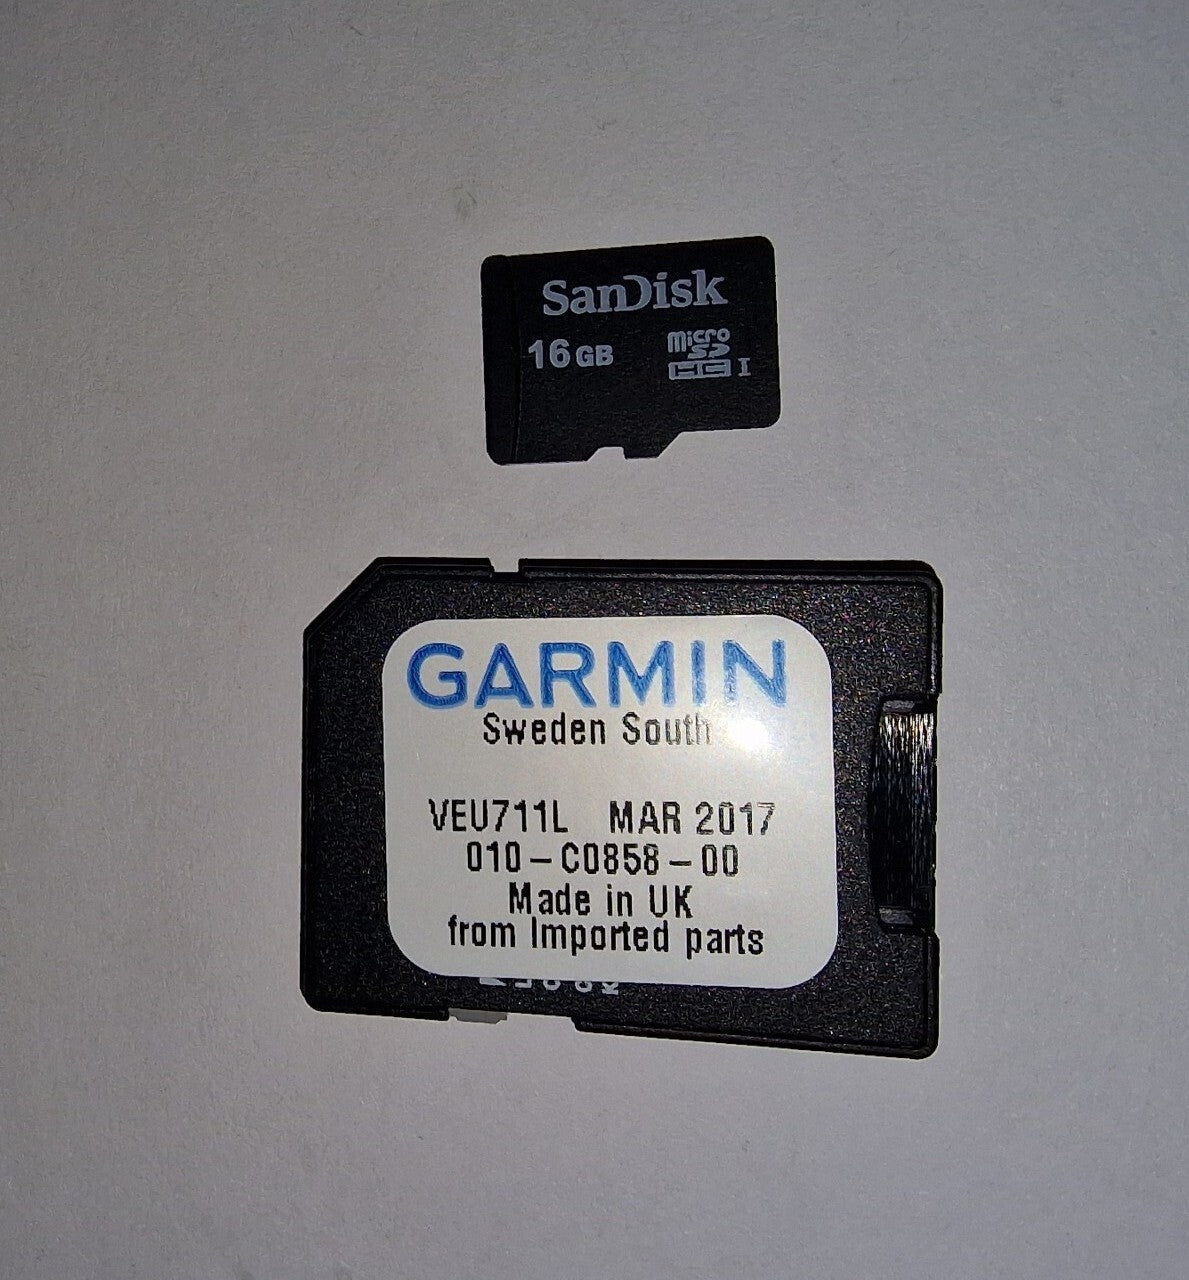 SanDisk
16 GB
micro
SD
HC I
GARMIN
Sweden South
VEU711L MAR 2017
010-C0858-00
Made in UK
from Imported parts